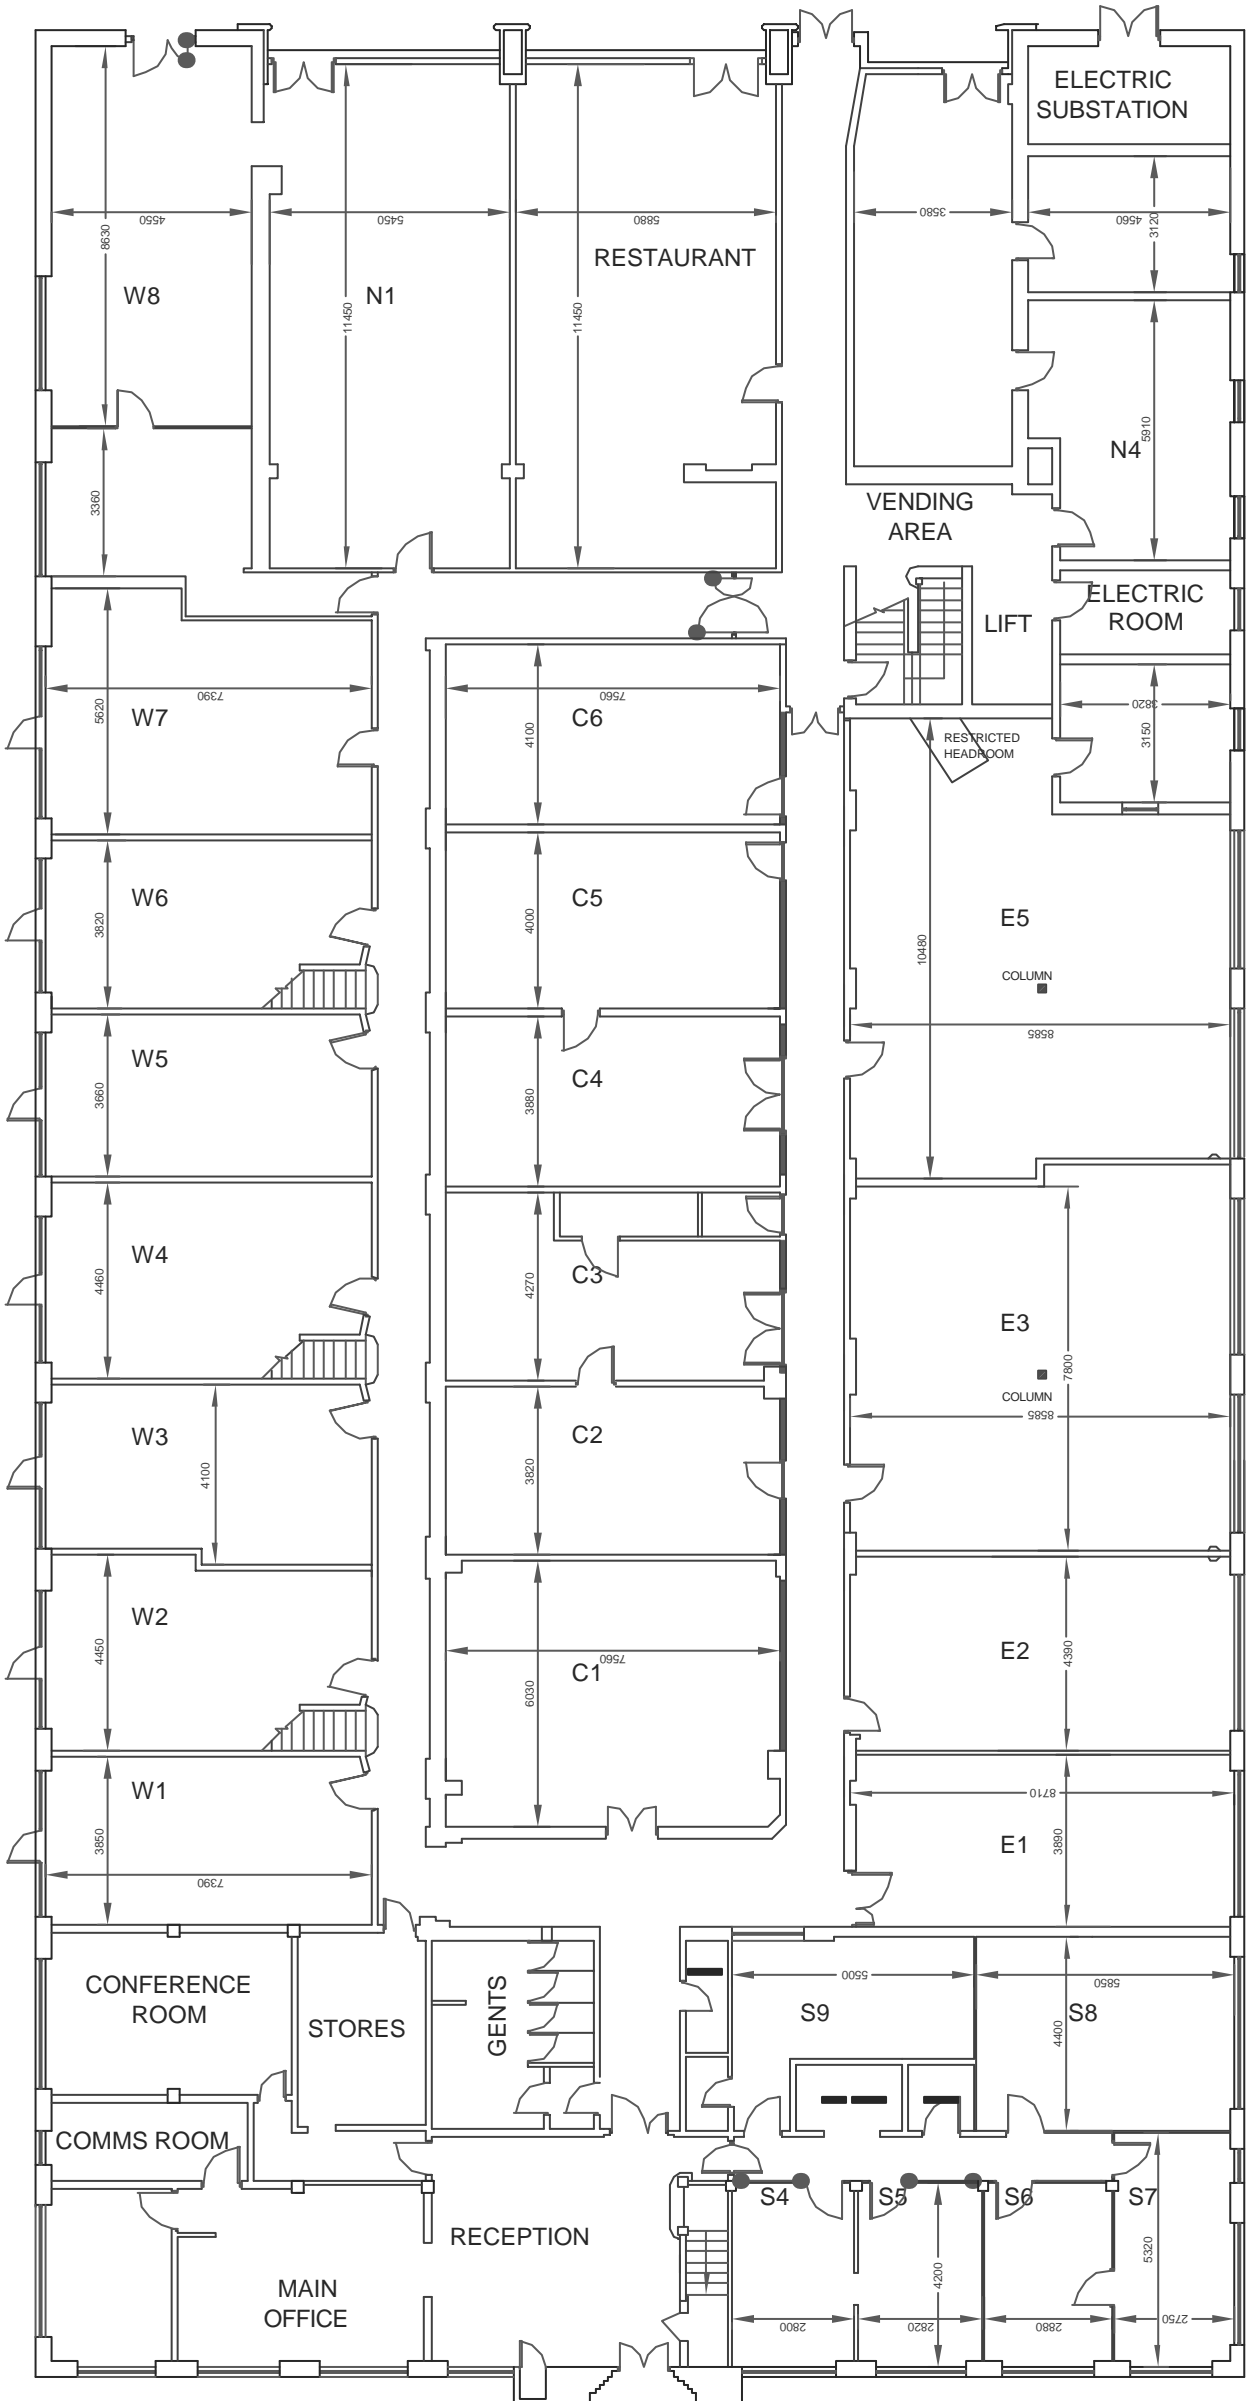 ELECTRIC
SUBSTATION
4550
5450
5880
3580
4560
3120
8630
RESTAURANT
W8
N1
11450
11450
5910
N4
3360
VENDING
AREA
ELECTRIC
ROOM
LIFT
7390
5620
W7
7560
4100
C6
3820
3150
RESTRICTED
HEADROOM
W6
3820
C5
4000
E5
10480
COLUMN
8585
W5
3660
C4
3880
W4
4460
C3
4270
E3
7800
COLUMN
8585
W3
4100
C2
3820
W2
4450
7560
C1
6030
E2
4390
W1
3850
7390
8710
E1
3890
CONFERENCE
ROOM
STORES
GENTS
5500
5850
S9
S8
4400
COMMS ROOM
S4
S5
S6
S7
RECEPTION
4200
5320
MAIN
OFFICE
2800
2820
2880
2750